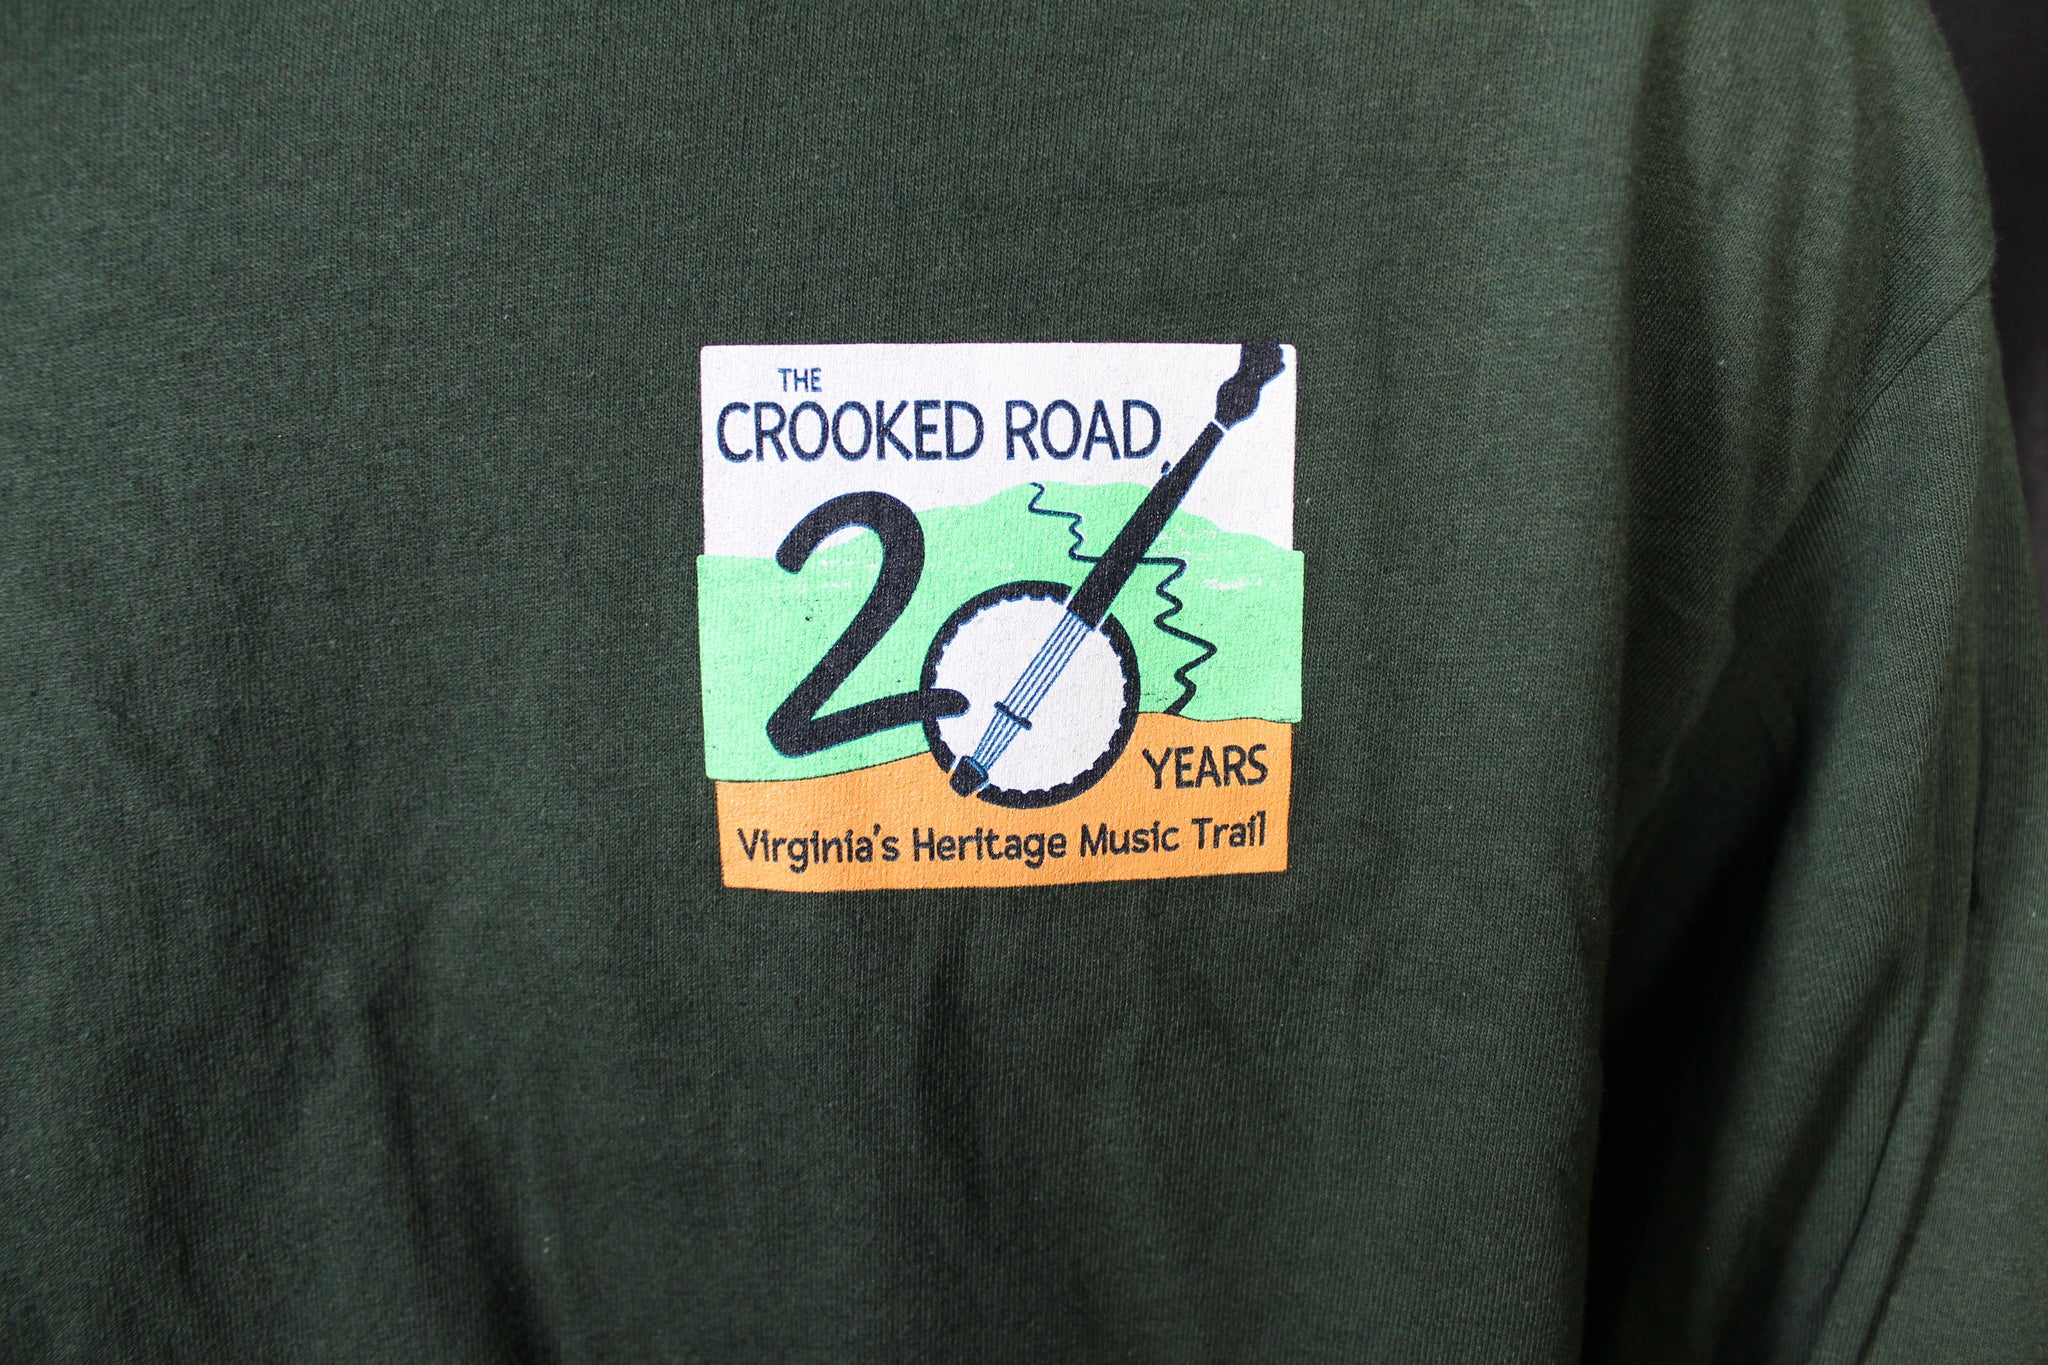 THE
CROOKED ROAD
20
YEARS
Virginia's Heritage Music Trail